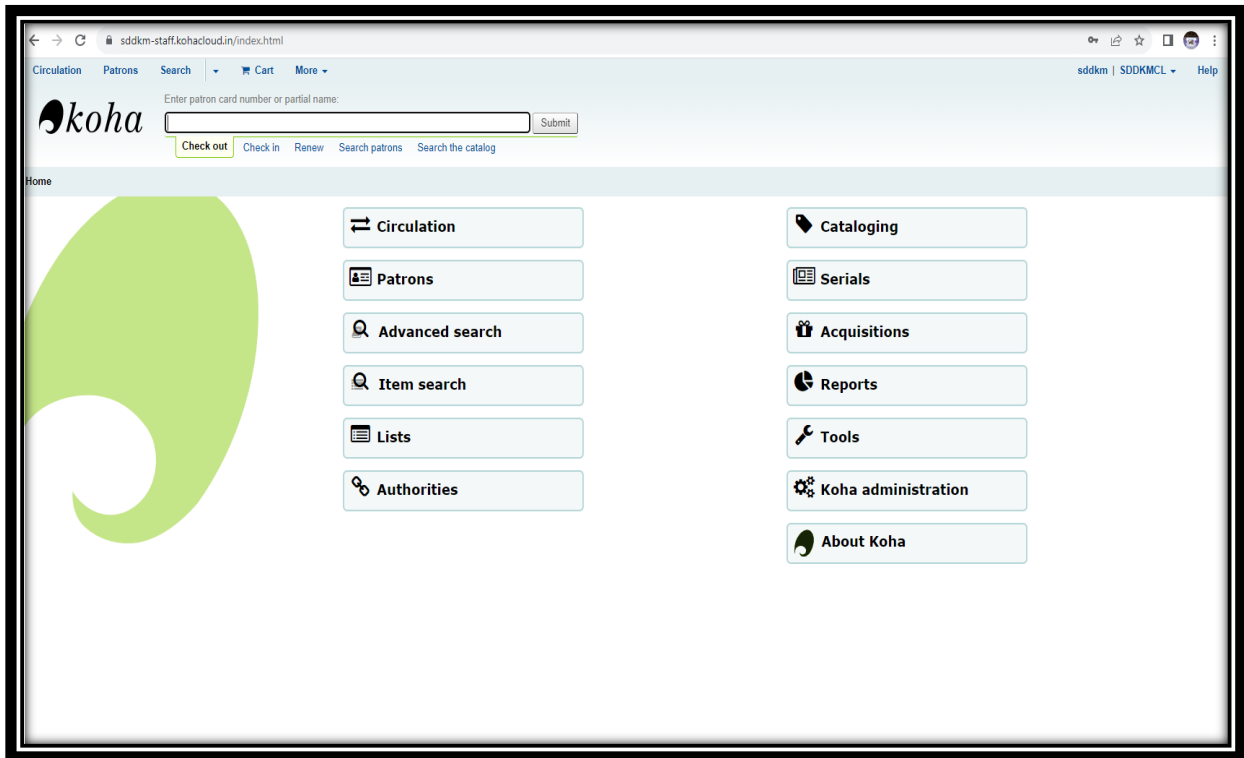 sddkm-staff.kohacloud.in/index.html
Circulation Patrons Search Cart More sddkm | SDDKMCL Help
Enter patron card number or partial name:
koha
Submit
Check out Check in Renew Search patrons Search the catalog
Home
Circulation Cataloging
Patrons Serials
Advanced search Acquisitions
Item search Reports
Lists Tools
Authorities Koha administration
About Koha